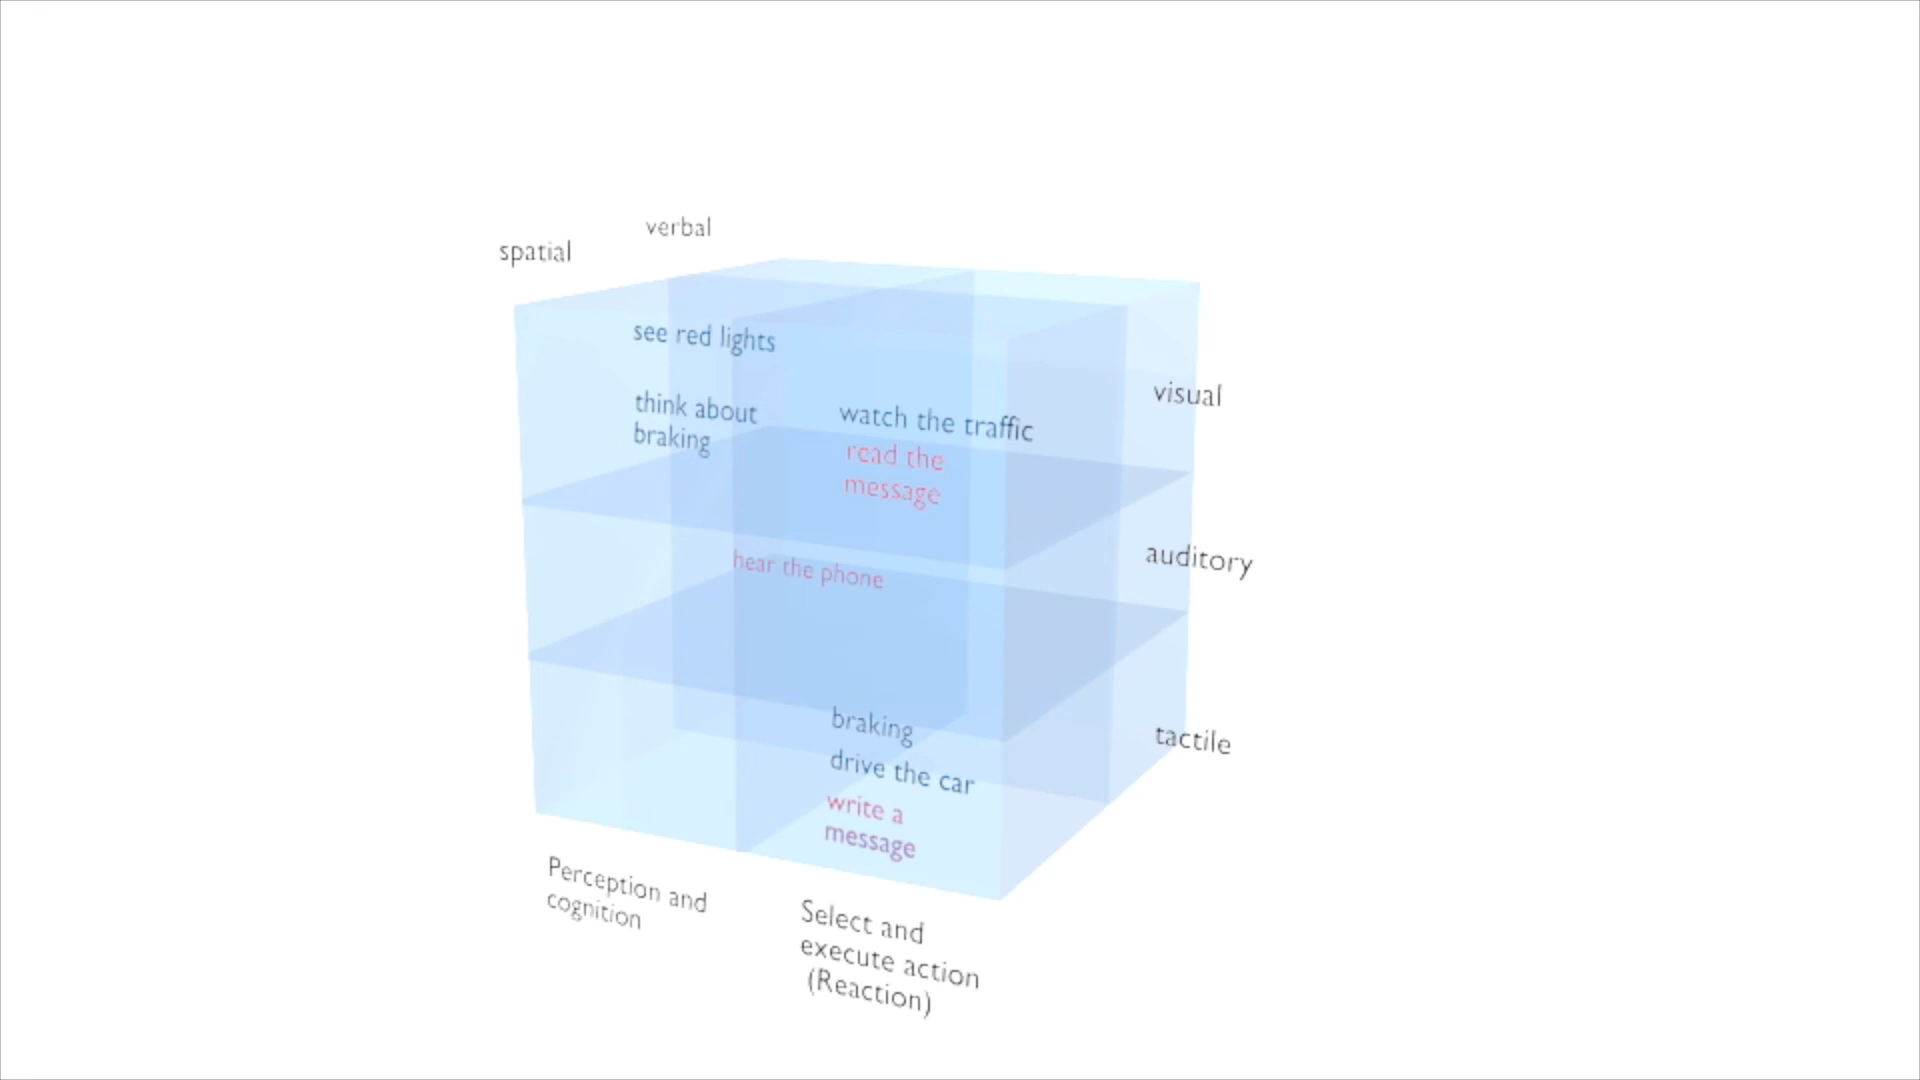 verbal
spatial
see red lights
think about
braking
watch the traffic
read the
message
visual
hear the phone
auditory
braking
drive the car
write a
message
tactile
Perception and
cognition
Select and
execute action
(Reaction)